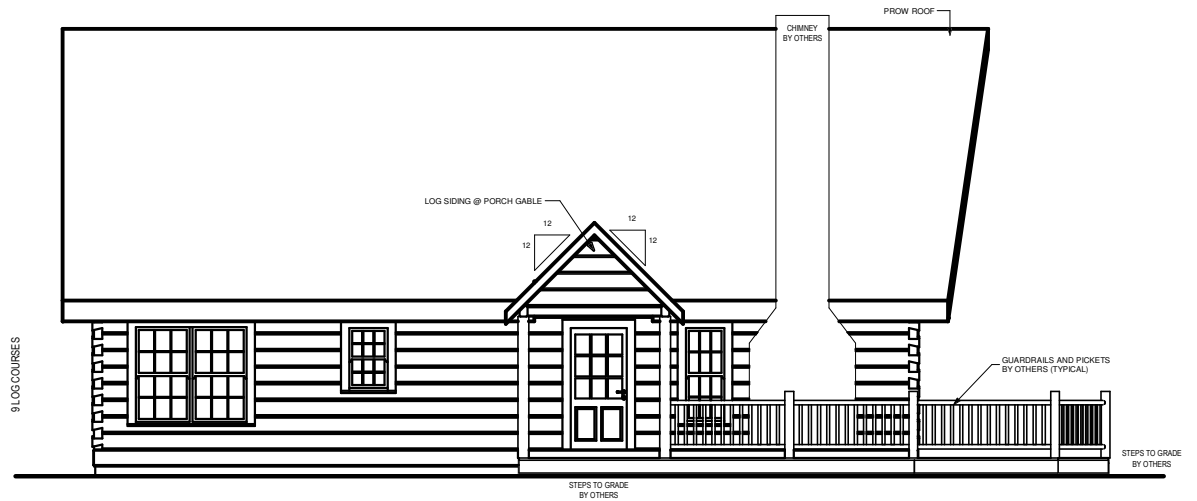 PROW ROOF
CHIMNEY
BY OTHERS
LOG SIDING @ PORCH GABLE
12
12
12
12
9 LOG COURSES
GUARDRAILS AND PICKETS
BY OTHERS (TYPICAL)
STEPS TO GRADE
BY OTHERS
STEPS TO GRADE
BY OTHERS